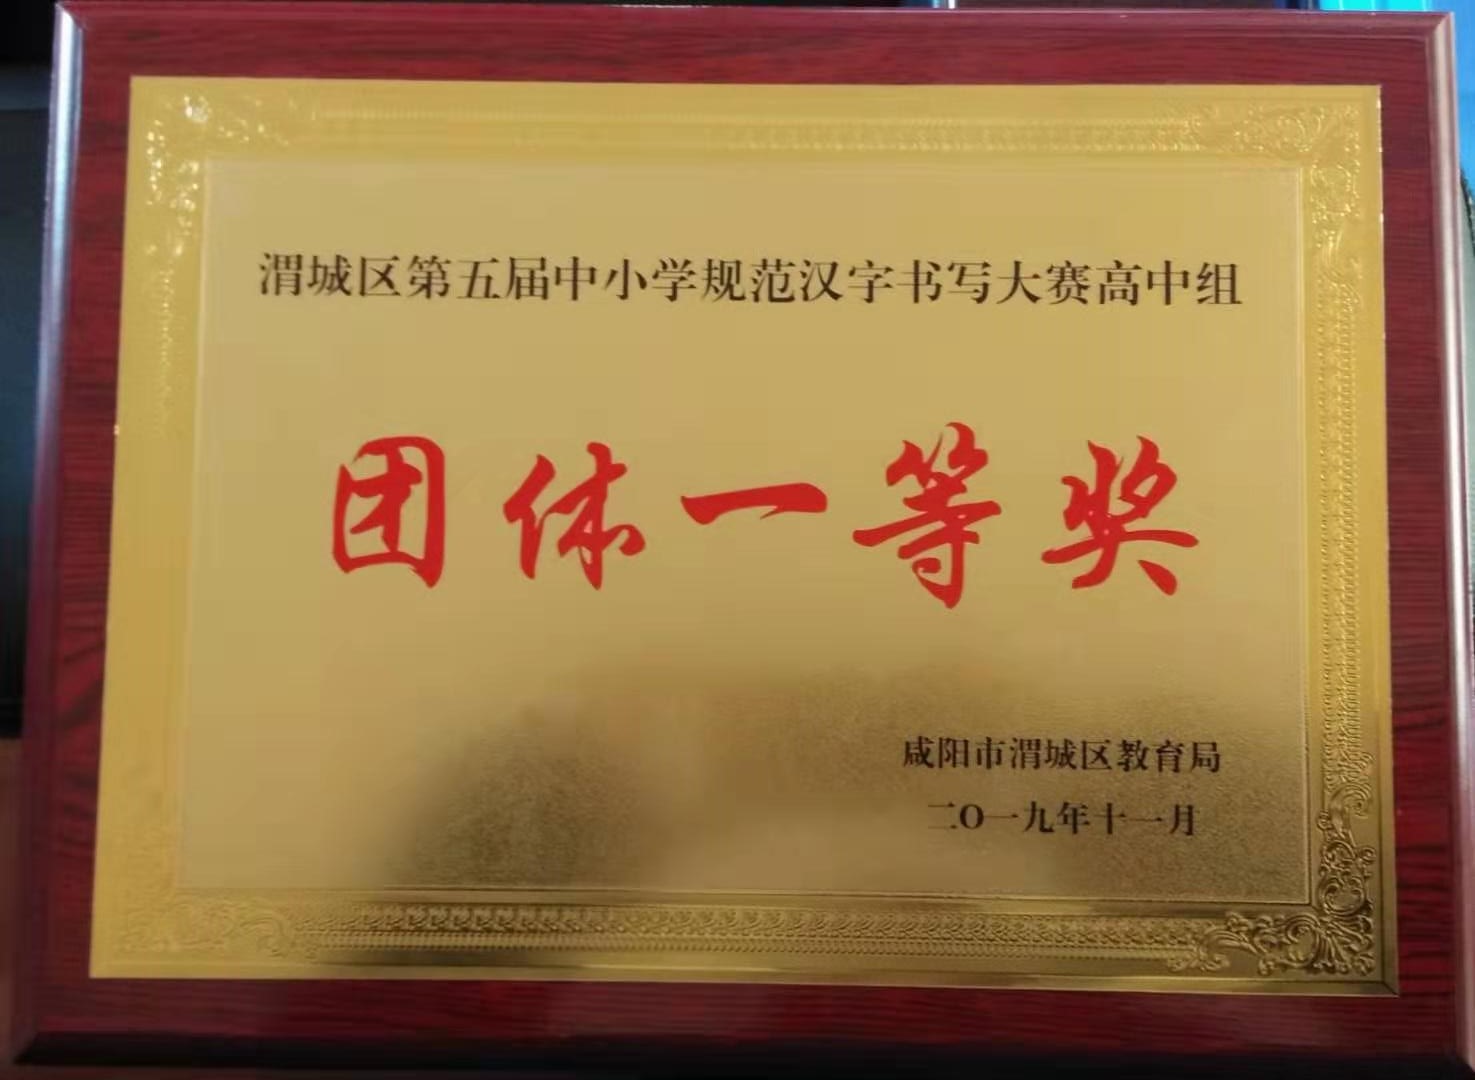 渭城区第五届中小学规范汉字书写大赛高中组
团体一等奖
咸阳市渭城区教育局
二O一九年十一月